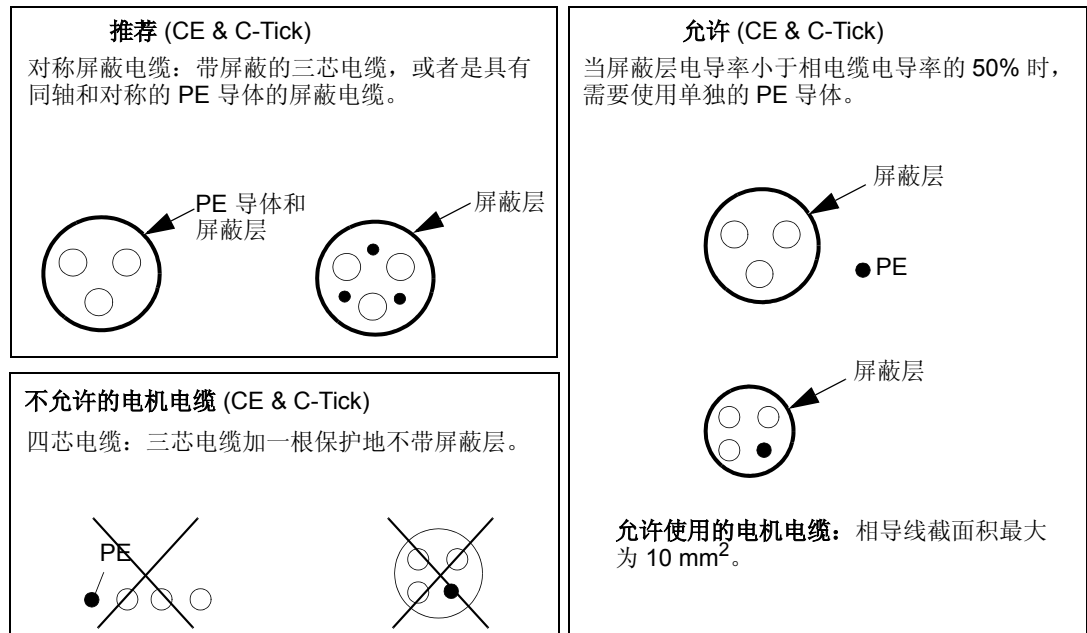 推荐 (CE & C-Tick)
对称屏蔽电缆：带屏蔽的三芯电缆，或者是具有
同轴和对称的 PE 导体的屏蔽电缆。
PE 导体和
屏蔽层
屏蔽层
不允许的电机电缆 (CE & C-Tick)
四芯电缆：三芯电缆加一根保护地不带屏蔽层。
PE
允许 (CE & C-Tick)
当屏蔽层电导率小于相电缆电导率的 50% 时，
需要使用单独的 PE 导体。
屏蔽层
PE
屏蔽层
允许使用的电机电缆：相导线截面积最大
为 10 mm²。